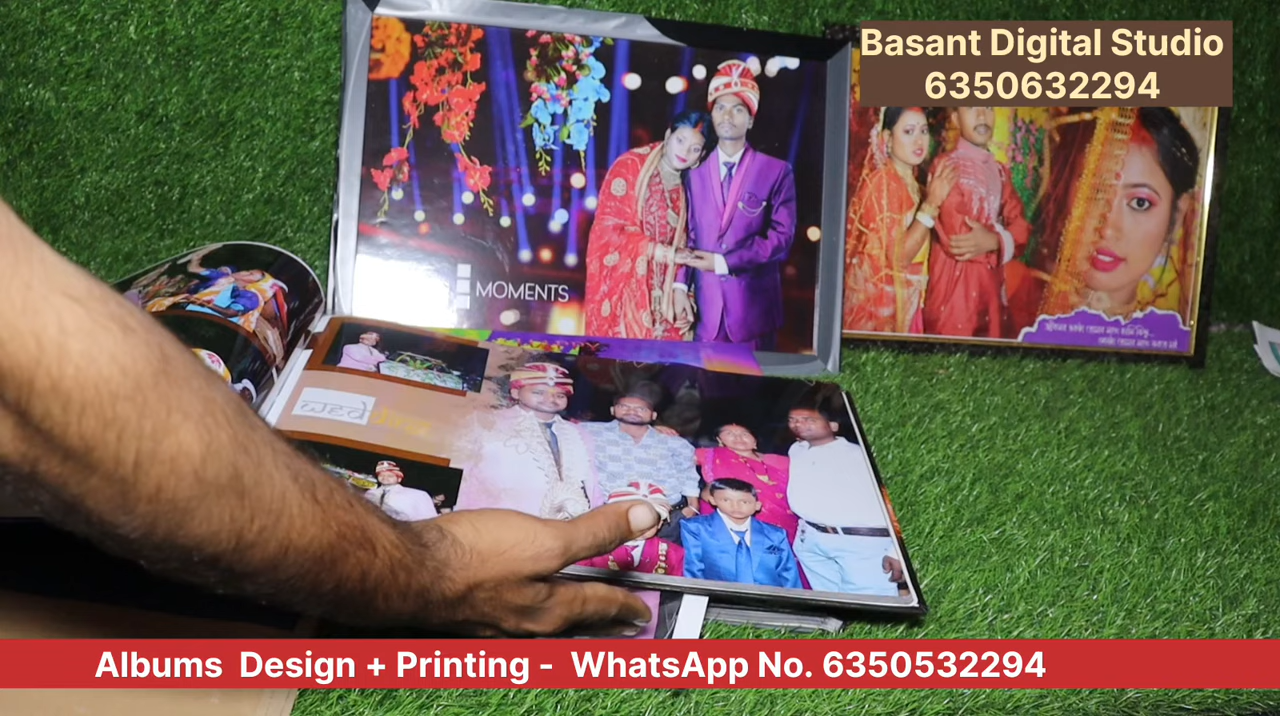 Basant Digital Studio
6350632294
MOMENTS
wed
Albums Design + Printing - WhatsApp No. 6350532294